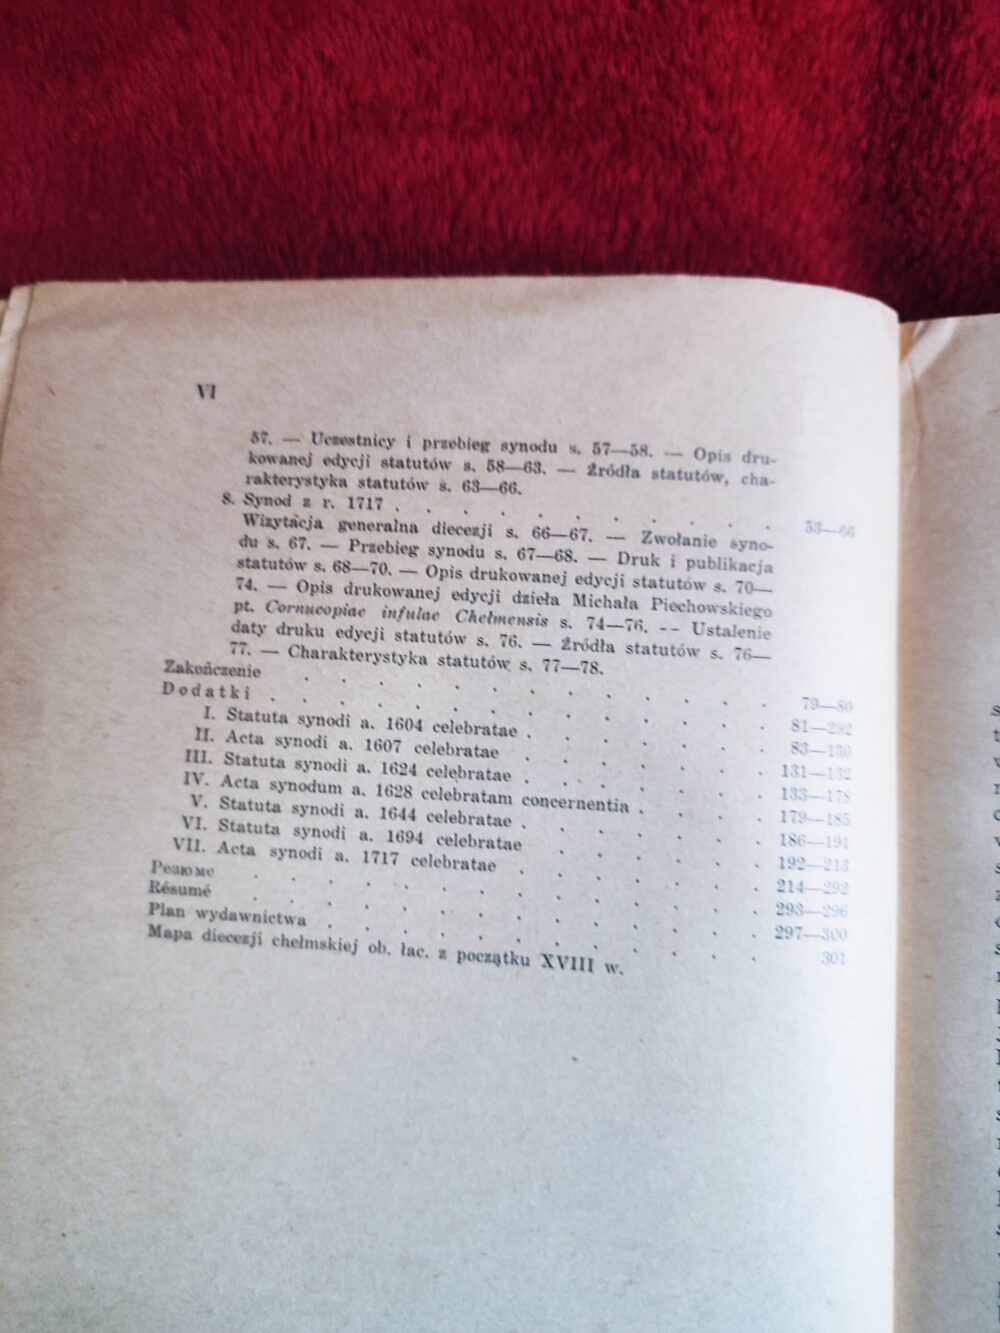 VI
57. — Uczestnicy i przebieg synodu s. 57—58. — Opis dru-
kowanej edycji statutów s. 58—63. — Źródła statutów, cha-
rakterystyka statutów s. 63—66.
8. Synod z r. 1717 . . . . . . . . . . . 53—66
Wizytacja generalna diecezji s. 66—67. — Zwołanie syno-
du s. 67. — Przebieg synodu s. 67—68. — Druk i publikacja
statutów s. 68—70. — Opis drukowanej edycji statutów s. 70—
74. — Opis drukowanej edycji dzieła Michała Piechowskiego
pt. Cornucopiae infulae Chełmensis s. 74—76. — Ustalenie
daty druku edycji statutów s. 76. — Źródła statutów s. 76—
77. — Charakterystyka statutów s. 77—78.
Zakończenie . . . . . . . . . . . . . 79—80
Dodatki . . . . . . . . . . . . . . 81—292
I. Statuta synodi a. 1604 celebratae . . . . . . . 83—130
II. Acta synodi a. 1607 celebratae . . . . . . . 131—132
III. Statuta synodi a. 1624 celebratae . . . . . . . 133—178
IV. Acta synodum a. 1628 celebratam concernentia . . . . 179—185
V. Statuta synodi a. 1644 celebratae . . . . . . . 186—191
VI. Statuta synodi a. 1694 celebratae . . . . . . 192—213
VII. Acta synodi a. 1717 celebratae . . . . . . . 214—292
Резюме . . . . . . . . . . . . . . 293—296
Résumé . . . . . . . . . . . . . . 297—300
Plan wydawnictwa . . . . . . . . . . . . 301
Mapa diecezji chełmskiej ob. łac. z początku XVIII w.